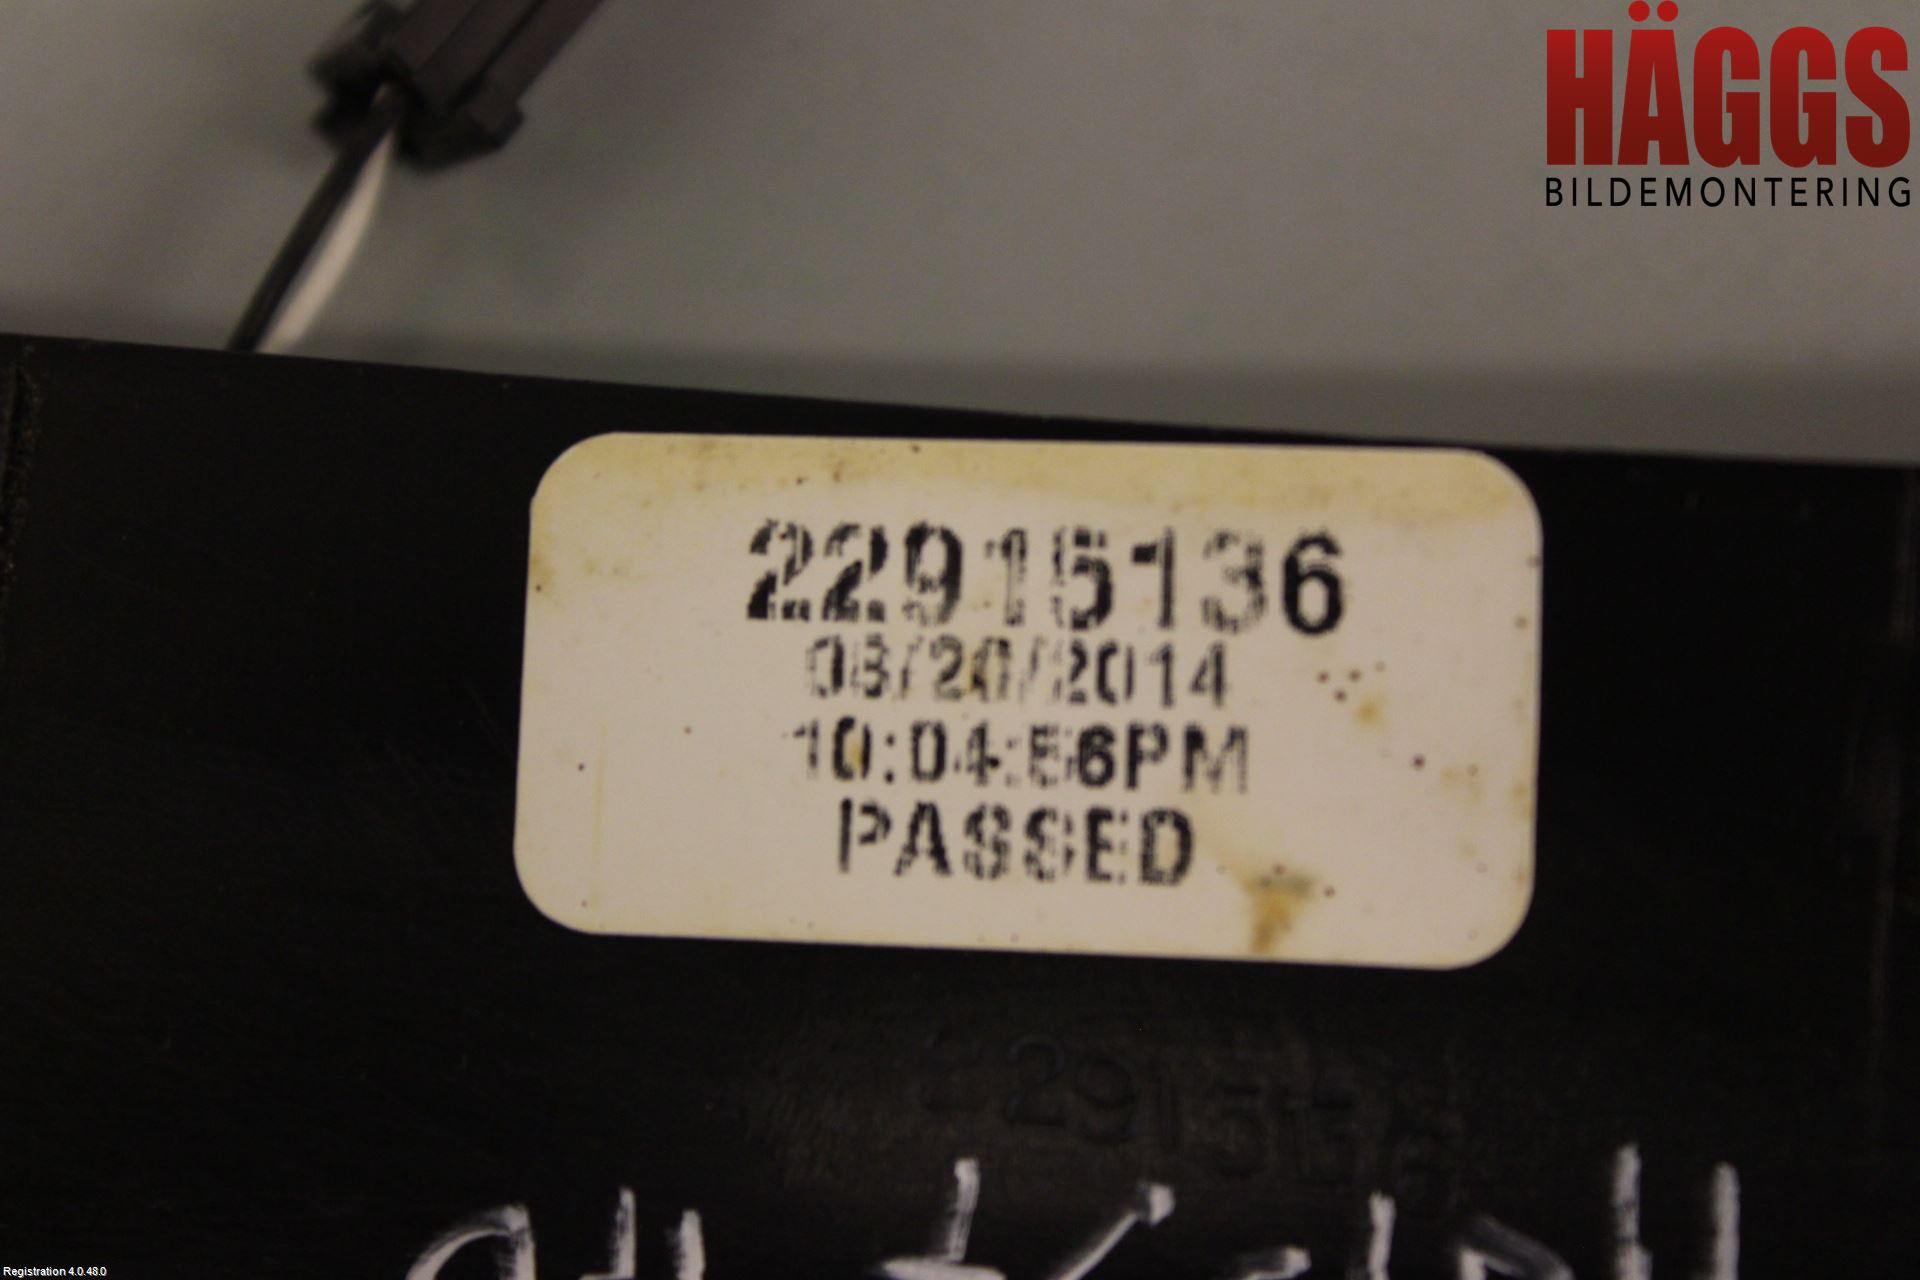 HÄGGS
BILDEMONTERING
22915136
08/20/2014
10:04:56PM
PASSED
22915136
Registration 4.0.48.0